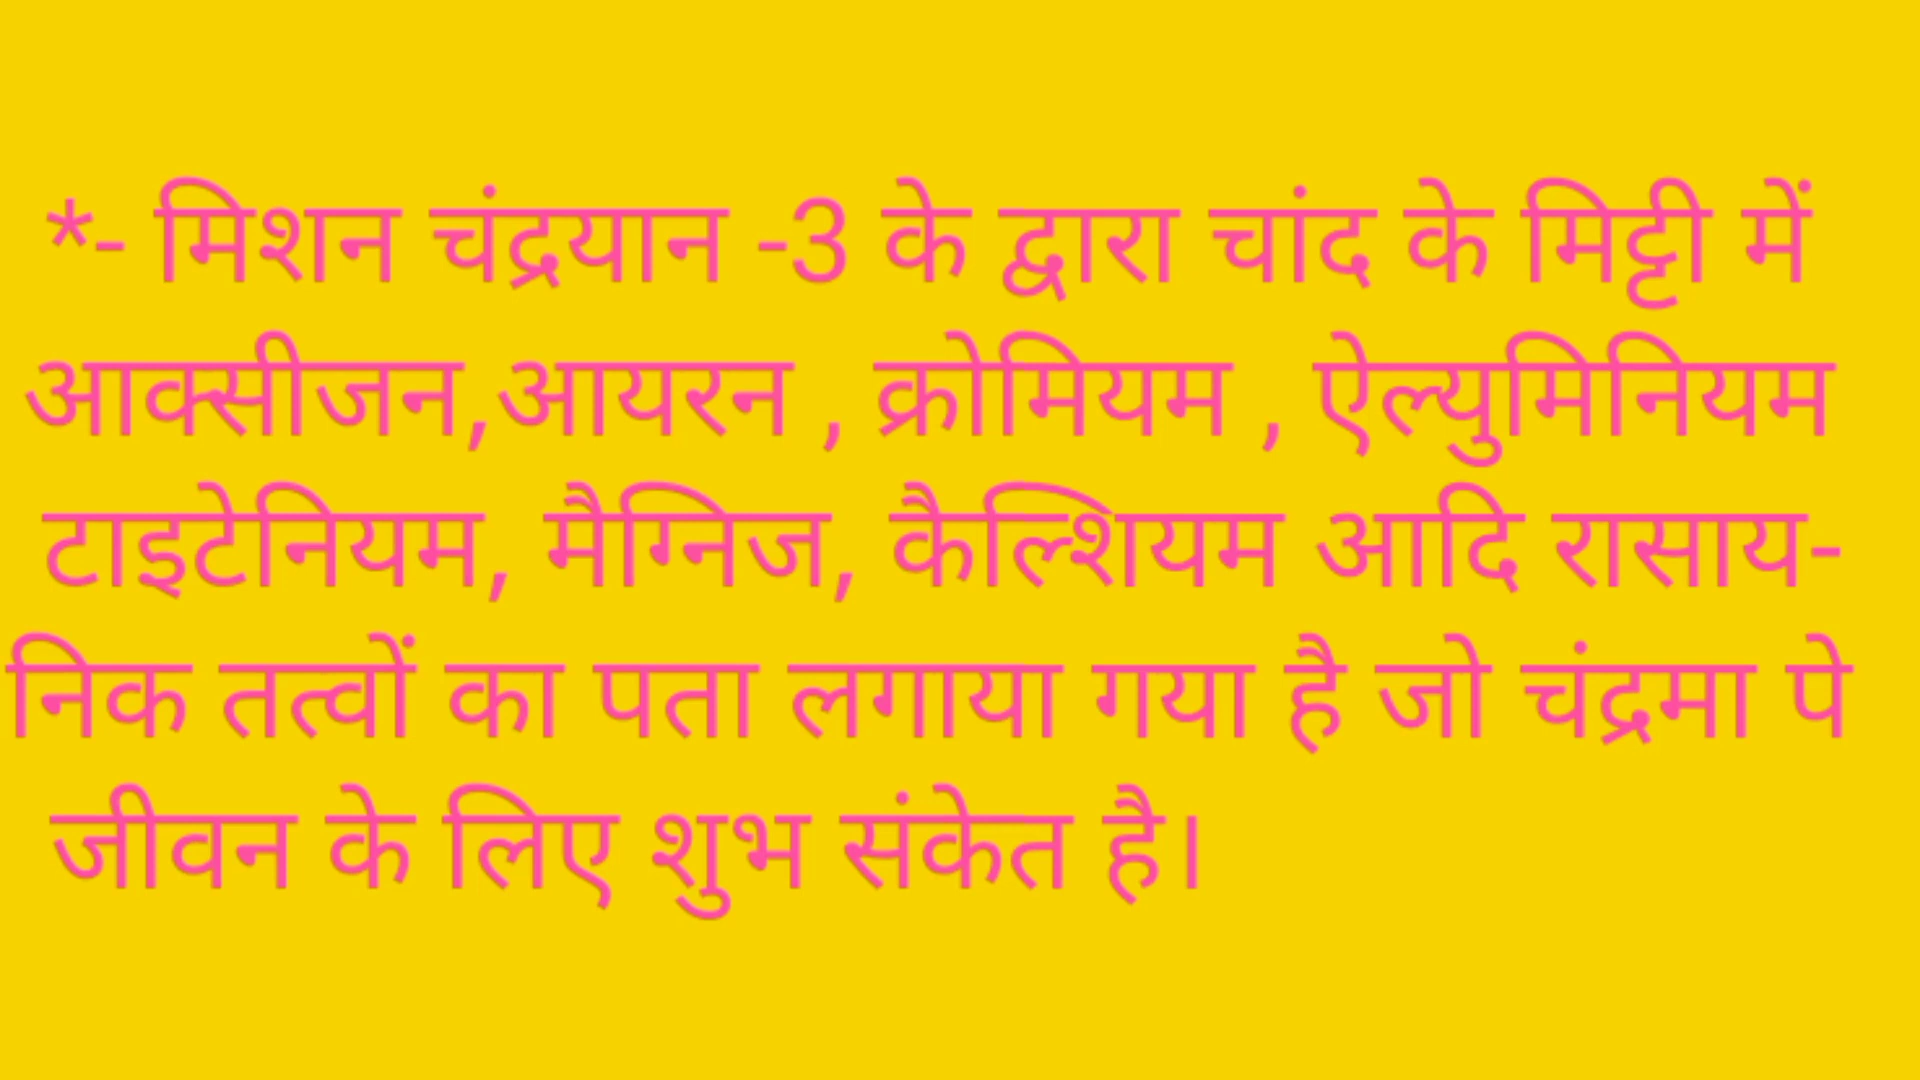 *- मिशन चंद्रयान -3 के द्वारा चांद के मिट्टी में
आक्सीजन,आयरन , क्रोमियम , ऐल्युमिनियम
टाइटेनियम, मैग्निज, कैल्शियम आदि रासाय-
निक तत्वों का पता लगाया गया है जो चंद्रमा पे
जीवन के लिए शुभ संकेत है।